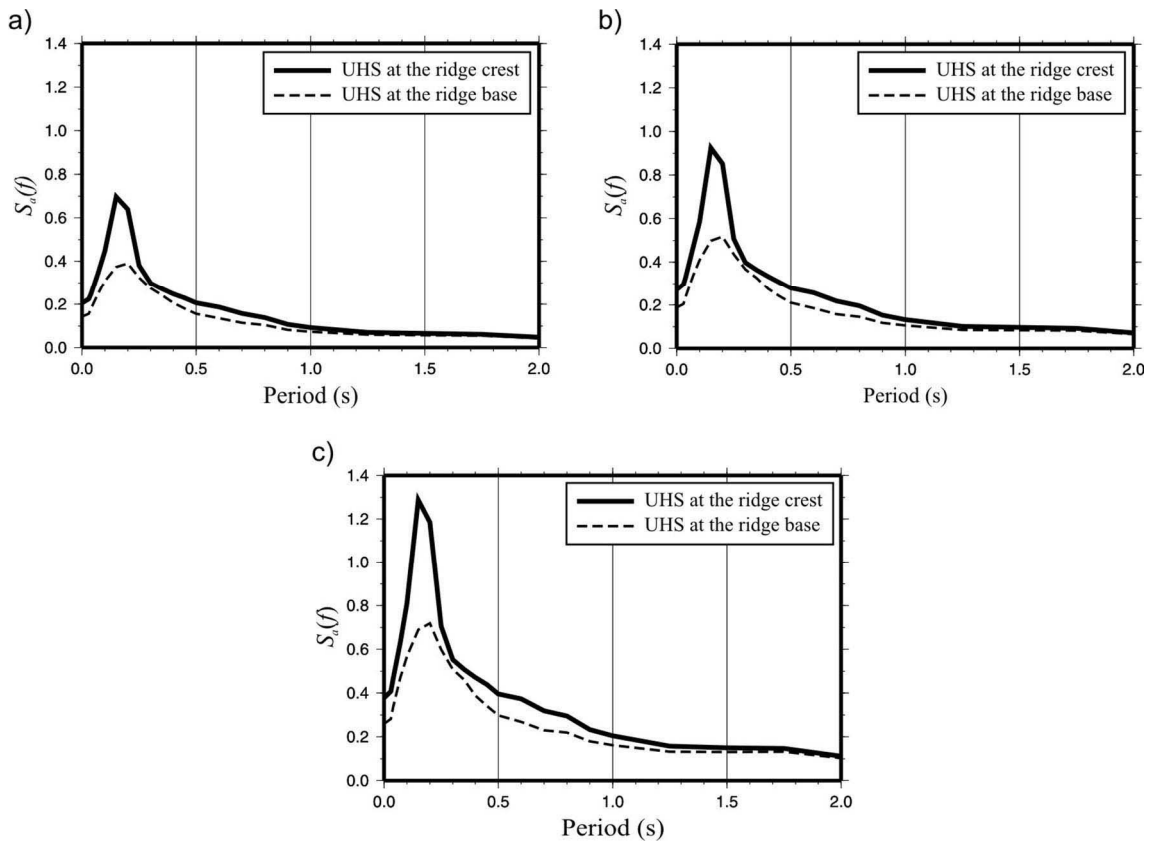 a)
1.4
1.2
1.0
0.8
0.6
0.4
0.2
0.0
Sa(f)
UHS at the ridge crest
UHS at the ridge base
0.0 0.5 1.0 1.5 2.0
Period (s)
b)
1.4
1.2
1.0
0.8
0.6
0.4
0.2
0.0
Sa(f)
UHS at the ridge crest
UHS at the ridge base
0.0 0.5 1.0 1.5 2.0
Period (s)
c)
1.4
1.2
1.0
0.8
0.6
0.4
0.2
0.0
Sa(f)
UHS at the ridge crest
UHS at the ridge base
0.0 0.5 1.0 1.5 2.0
Period (s)